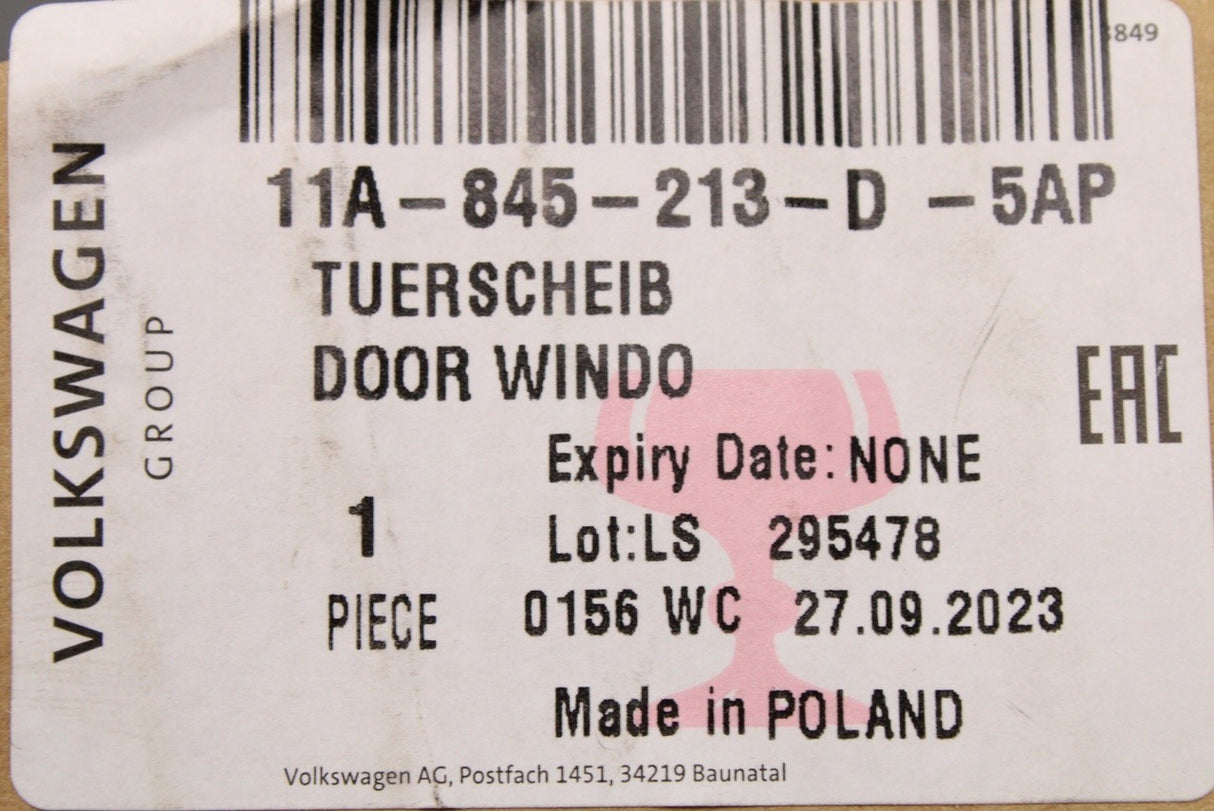 849
11A-845-213-D -5AP
TUERSCHEIB
DOOR WINDO
EAC
Expiry Date: NONE
1
Lot:LS 295478
PIECE
0156 WC 27.09.2023
Made in POLAND
Volkswagen AG, Postfach 1451, 34219 Baunatal
VOLKSWAGEN
GROUP